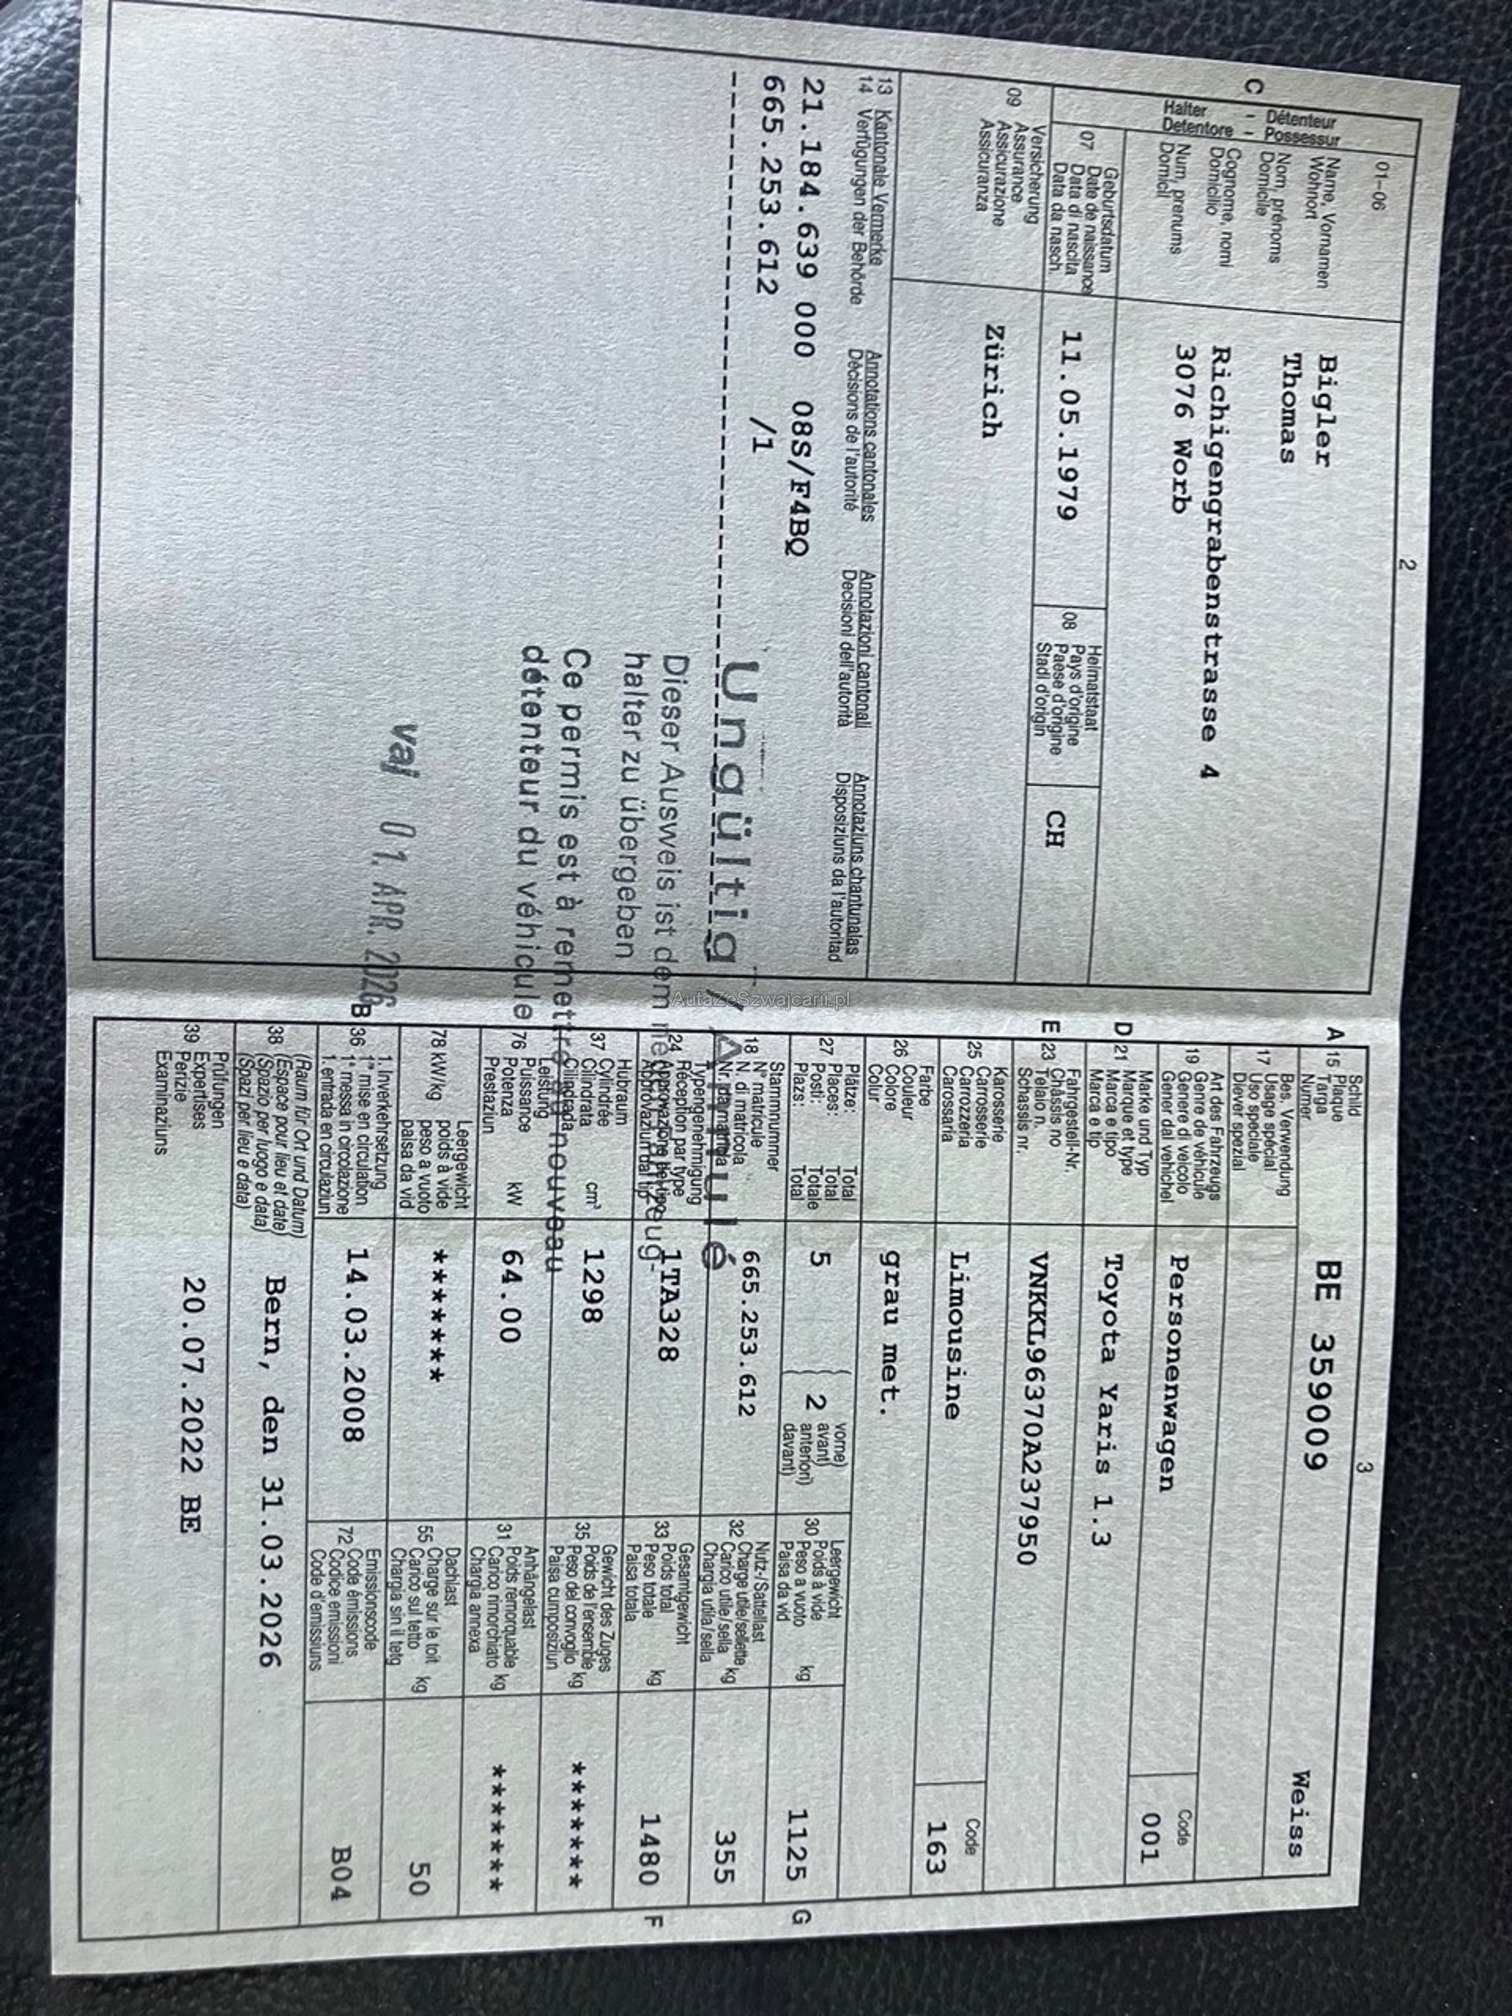 2
01-06
C
Halter - Détenteur
Detentore - Possessur
Name, Vornamen
Wohnort
Nom, prénoms
Domicile
Cognome, nomi
Domicilio
Num, prenums
Domicil
Bigler
Thomas
Richigengrabenstrasse 4
3076 Worb
07
Geburtsdatum
Date de naissance
Data di nascita
Data da nasch.
11.05.1979
08
Heimatstaat
Pays d'origine
Paese d'origine
Stadi d'origin
CH
09
Versicherung
Assurance
Assicurazione
Assicuranza
Zürich
13 Kantonale Vermerke Annotations cantonales Annotazioni cantonali Annotaziuns chantunalas
14 Verfügungen der Behörde Décisions de l'autorité Decisioni dell'autorità Disposiziuns da l'autoritad
21.184.639 000 08S/F4BQ
665.253.612 /1
Ungültig / Annulé
Dieser Ausweis ist dem neuen Fahrzeug-
halter zu übergeben
Ce permis est à remettre au nouveau
détenteur du véhicule
vaj 01. APR. 2026
AutaZeSzwajcarii.pl
3
A
15
Schild
Plaque
Targa
Numer
BE 359009
Weiss
17
Bes. Verwendung
Usage spécial
Uso speciale
Diever spezial
19
Art des Fahrzeugs
Genre de véhicule
Genere di veicolo
Gener dal vehichel
Personenwagen
Code
001
D
21
Marke und Typ
Marque et type
Marca e tipo
Marca e tip
Toyota Yaris 1.3
E
23
Fahrgestell-Nr.
Châssis no
Telaio n.
Schassis nr.
VNKKL96370A237950
25
Karosserie
Carrosserie
Carrozzeria
Carossaria
Limousine
Code
163
26
Farbe
Couleur
Colore
Colur
grau met.
27
Plätze: Total
Places: Total
Posti: Totale
Plazs: Total
5
2
vorne)
avant)
anteriori)
davant)
30
Leergewicht
Poids à vide
Peso a vuoto
Paisa da vid
kg
1125
G
18
Stammnummer
N° matricule
N. di matricola
Nr. da matricla
665.253.612
32
Nutz-/Sattellast
Charge utile/sellette
Carico utile/sella
Chargia utila/sella
kg
355
24
Typengenehmigung
Réception par type
Approvazione del tipo
Approvaziun dal tip
1TA328
33
Gesamtgewicht
Poids total
Peso totale
Paisa totala
kg
1480
F
37
Hubraum
Cylindrée
Cilindrata
Cilindrada
cm³
1298
35
Gewicht des Zuges
Poids de l'ensemble
Peso del convoglio
Paisa cumposiziun
kg
*******
76
Leistung
Puissance
Potenza
Prestaziun
kW
64.00
31
Anhängelast
Poids remorquable
Carico rimorchiato
Chargia annexa
kg
*******
78 kW/kg
Leergewicht
poids à vide
peso a vuoto
paisa da vid
*******
55
Dachlast
Charge sur le toit
Carico sul tetto
Chargia sin il tetg
kg
50
B
36
1. Inverkehrsetzung
1re mise en circulation
1a messa in circolazione
1. entrada en circulaziun
14.03.2008
72
Emissionscode
Code émissions
Codice emissioni
Code d'emissiuns
B04
38
(Raum für Ort und Datum)
(Espace pour lieu et date)
(Spazio per luogo e data)
(Spazi per lieu e data)
Bern, den 31.03.2026
39
Prüfungen
Expertises
Perizie
Examinaziuns
20.07.2022 BE